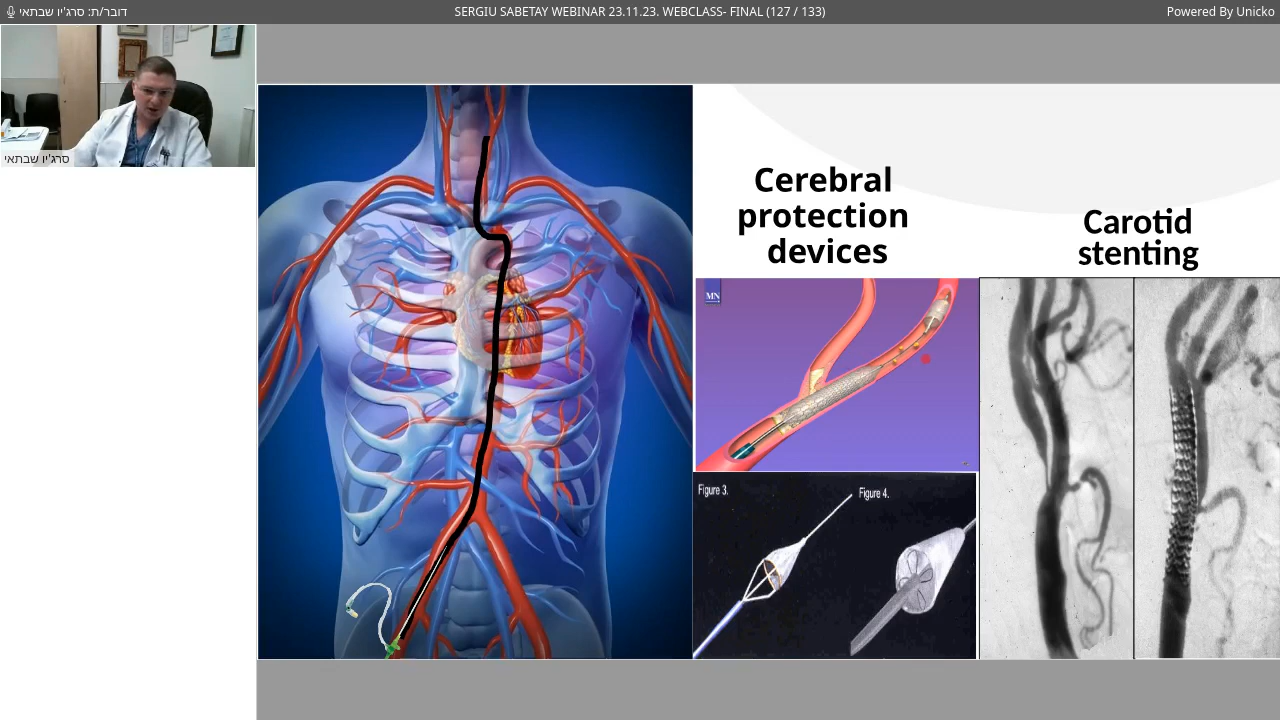 דובר/ת: סרג'יו שבתאי
SERGIU SABETAY WEBINAR 23.11.23. WEBCLASS- FINAL (127 / 133)
Powered By Unicko
סרג'יו שבתאי
Cerebral
protection
devices
Carotid
stenting
MN
Figure 3.
Figure 4.